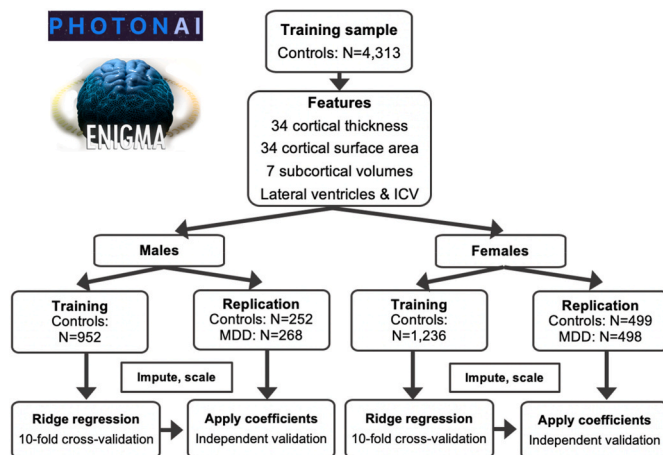 PHOTONAI
ENIGMA
Training sample
Controls: N=4,313
Features
34 cortical thickness
34 cortical surface area
7 subcortical volumes
Lateral ventricles & ICV
Males
Females
Training
Controls:
N=952
Replication
Controls: N=252
MDD: N=268
Training
Controls:
N=1,236
Replication
Controls: N=499
MDD: N=498
Impute, scale
Impute, scale
Ridge regression
10-fold cross-validation
Apply coefficients
Independent validation
Ridge regression
10-fold cross-validation
Apply coefficients
Independent validation